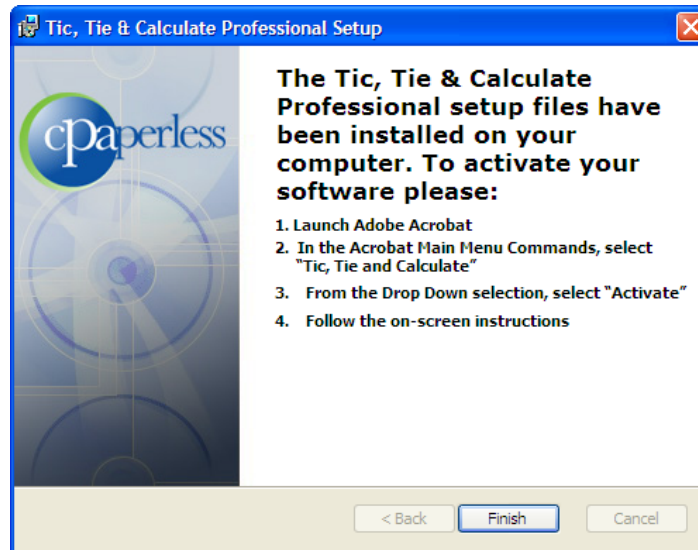 Tic, Tie & Calculate Professional Setup
cpaperless
The Tic, Tie & Calculate
Professional setup files have
been installed on your
computer. To activate your
software please:
1. Launch Adobe Acrobat
2. In the Acrobat Main Menu Commands, select
"Tic, Tie and Calculate"
3. From the Drop Down selection, select "Activate"
4. Follow the on-screen instructions
< Back Finish Cancel